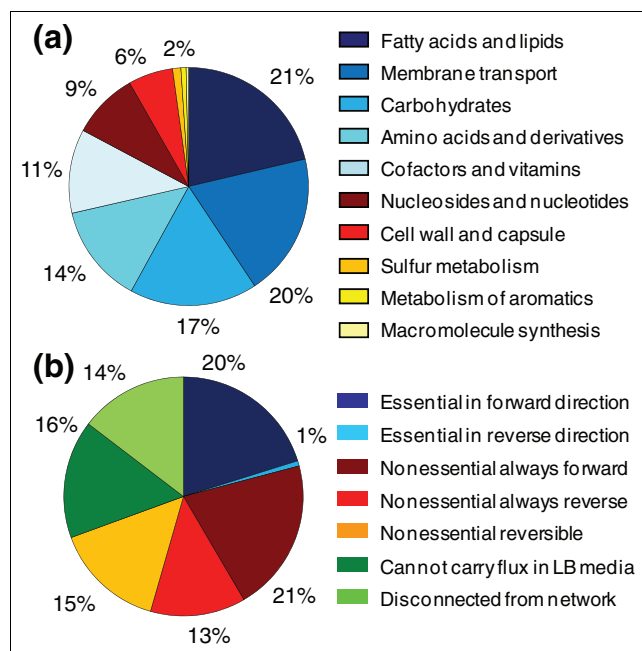 (a)
2%
6%
9%
21%
11%
14%
20%
17%
Fatty acids and lipids
Membrane transport
Carbohydrates
Amino acids and derivatives
Cofactors and vitamins
Nucleosides and nucleotides
Cell wall and capsule
Sulfur metabolism
Metabolism of aromatics
Macromolecule synthesis
(b)
20%
14%
16%
1%
15%
21%
13%
Essential in forward direction
Essential in reverse direction
Nonessential always forward
Nonessential always reverse
Nonessential reversible
Cannot carry flux in LB media
Disconnected from network